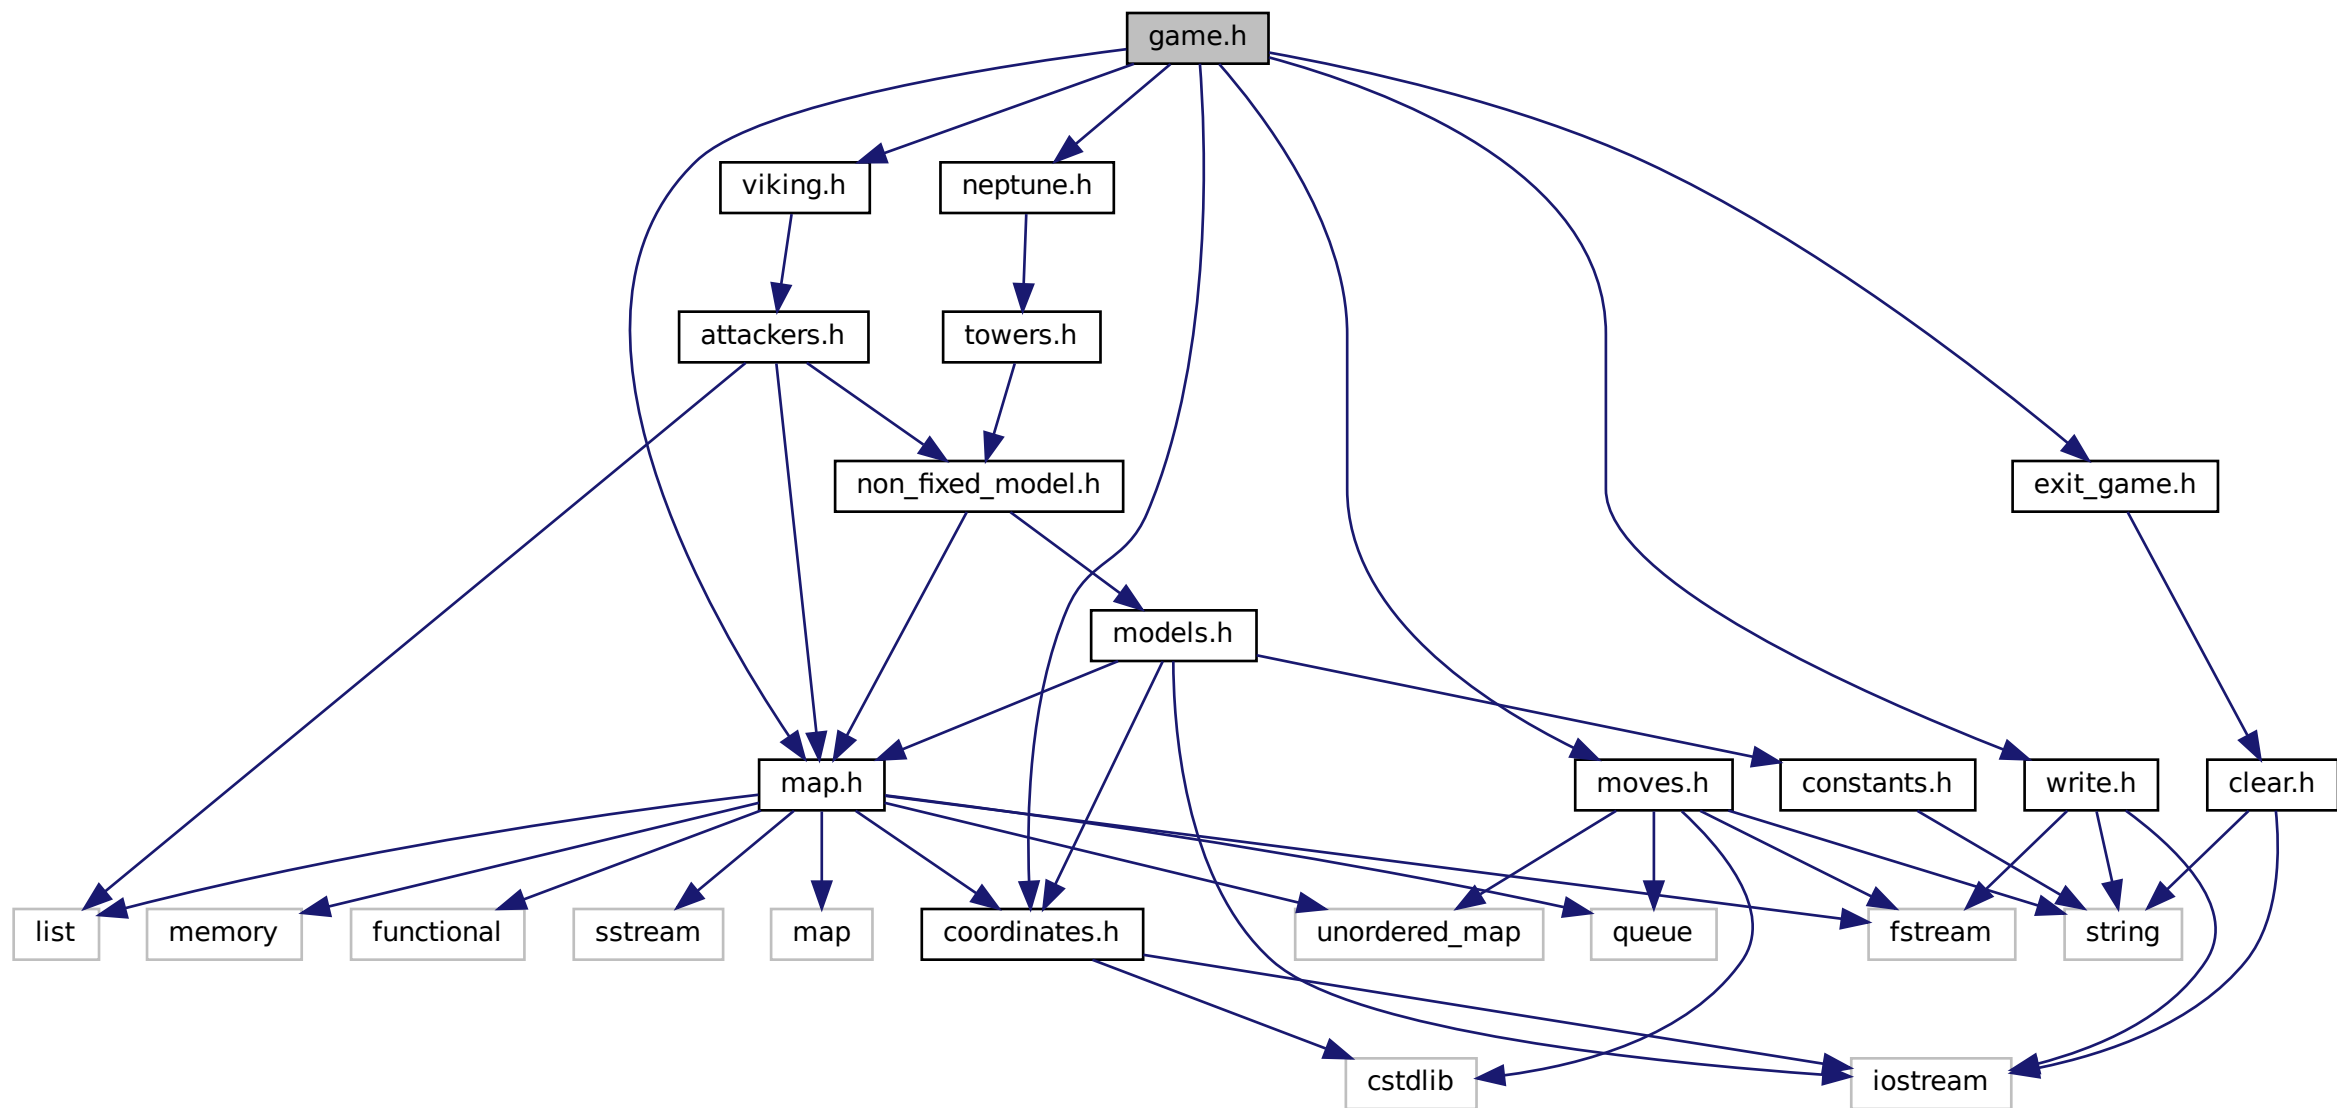 game.h
viking.h
neptune.h
attackers.h
towers.h
non_fixed_model.h
exit_game.h
models.h
map.h
moves.h
constants.h
write.h
clear.h
list
memory
functional
sstream
map
coordinates.h
unordered_map
queue
fstream
string
cstdlib
iostream